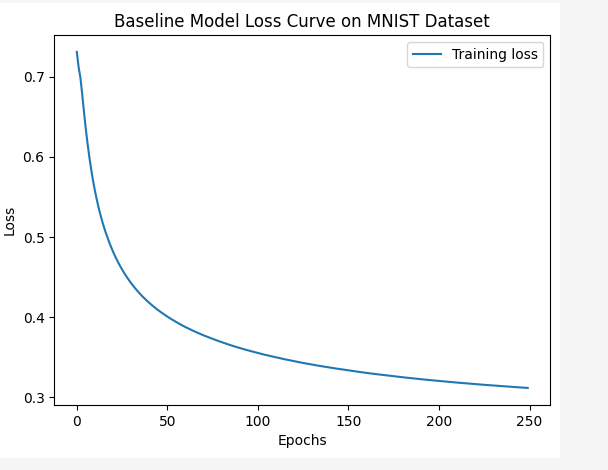 Baseline Model Loss Curve on MNIST Dataset
Training loss
0.7
0.6
0.5
0.4
0.3
Loss
0 50 100 150 200 250
Epochs